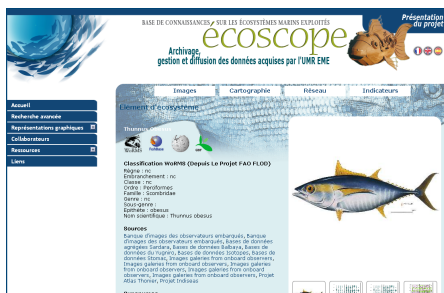 BASE DE CONNAISSANCES SUR LES ÉCOSYSTÈMES MARINS EXPLOITÉS
écoscope
Archivage,
gestion et diffusion des données acquises par l'UMR EME
Présentation
du projet
Images
Cartographie
Réseau
Indicateurs
Accueil
Recherche avancée
Représentations graphiques
Collaborateurs
Ressources
Liens
Element d'écosystème
Thunnus
WoRMS
FishBase
Classification WoRMS (Depuis Le Projet FAO FLOD)
Règne : nc
Embranchement : nc
Classe : nc
Ordre : Perciformes
Famille : Scombridae
Genre : nc
Sous-genre :
Epithète : obesus
Nom scientifique : Thunnus obesus
Sources
Banque d'images des observateurs embarqués, Banque
d'images des observateurs embarqués, Bases de données
agrégées Sardara, Bases de données Balbaya, Bases de
données du Yugrev, Bases de données Isotopes, Bases de
données Stomac, Images galeries from onboard observers,
Images galeries from onboard observers, Images galeries
from onboard observers, Images galeries from onboard
observers, Images galeries from onboard observers, Projet
Atlas Thonier, Projet Indiseas